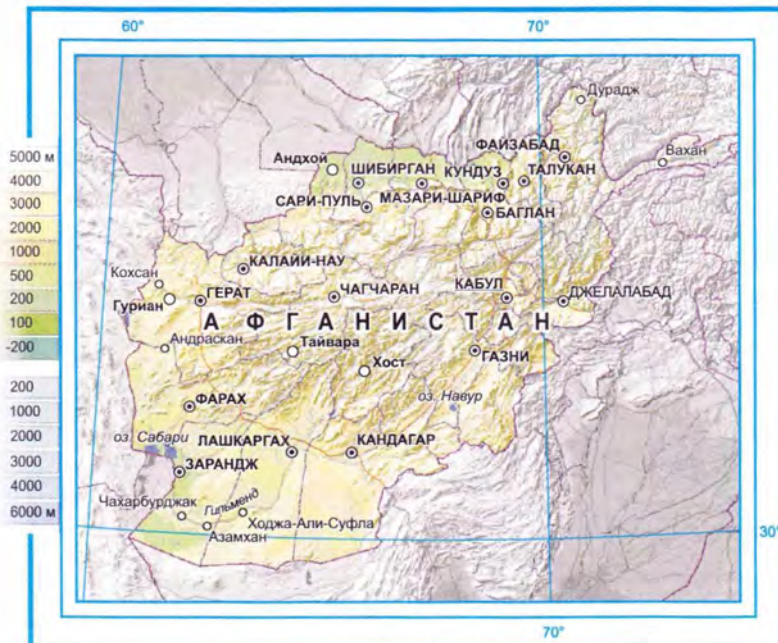 60°
70°
Дурадж
5000 м
4000
3000
2000
1000
500
200
100
-200
200
1000
2000
3000
4000
6000 м
ФАЙЗАБАД
Вахан
Андхой
ШИБИРГАН
КУНДУЗ
ТАЛУКАН
САРИ-ПУЛЬ
МАЗАРИ-ШАРИФ
БАГЛАН
КАЛАЙИ-НАУ
Кохсан
Гуриан
ГЕРАТ
ЧАГЧАРАН
КАБУЛ
ДЖЕЛАЛАБАД
АФГАНИСТАН
Андраскан
Тайвара
Хост
ГАЗНИ
ФАРАХ
оз. Навур
оз. Сабари
ЛАШКАРГАХ
КАНДАГАР
ЗАРАНДЖ
Чахарбурджак
Гильменд
Ходжа-Али-Суфла
Азамхан
30°
70°